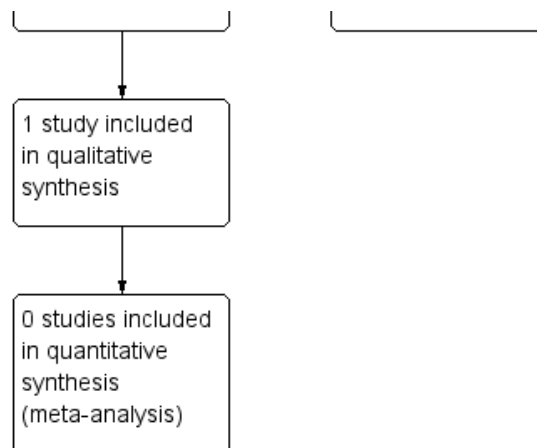 1 study included
in qualitative
synthesis
0 studies included
in quantitative
synthesis
(meta-analysis)